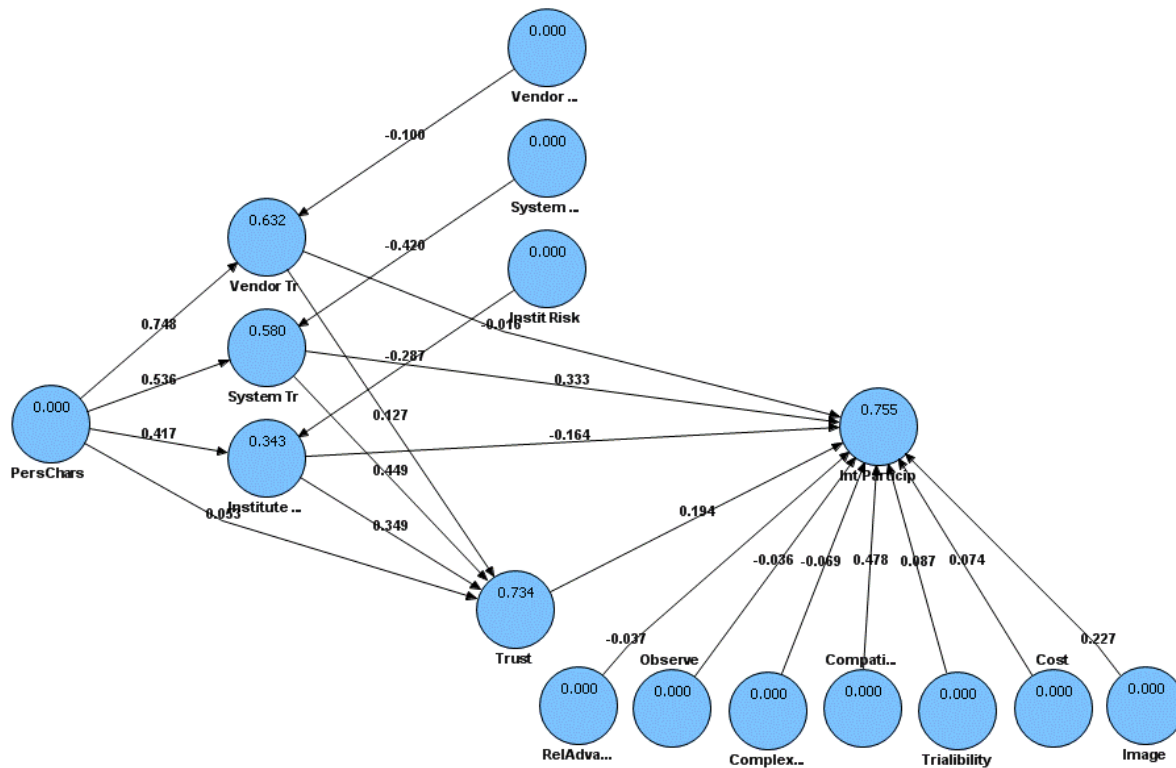 0.000
Vendor ...
-0.100
0.000
System ...
-0.420
0.632
Vendor Tr
0.000
Instit Risk
-0.016
0.748
0.580
System Tr
-0.287
0.333
0.536
0.000
PersChars
0.417
0.343
Institute ...
0.127
-0.164
0.755
Int Particip
0.449
0.053
0.349
0.194
0.734
Trust
-0.036
-0.069
0.478
0.087
0.074
-0.037
0.227
Observe
Compati...
Cost
0.000
0.000
0.000
0.000
0.000
0.000
0.000
RelAdva...
Complex...
Trialibility
Image